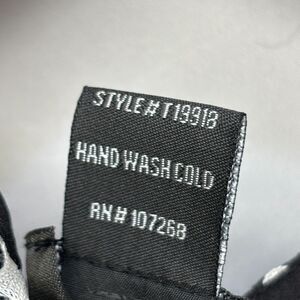 STYLE# T19918
HAND WASH COLD
RN# 107268